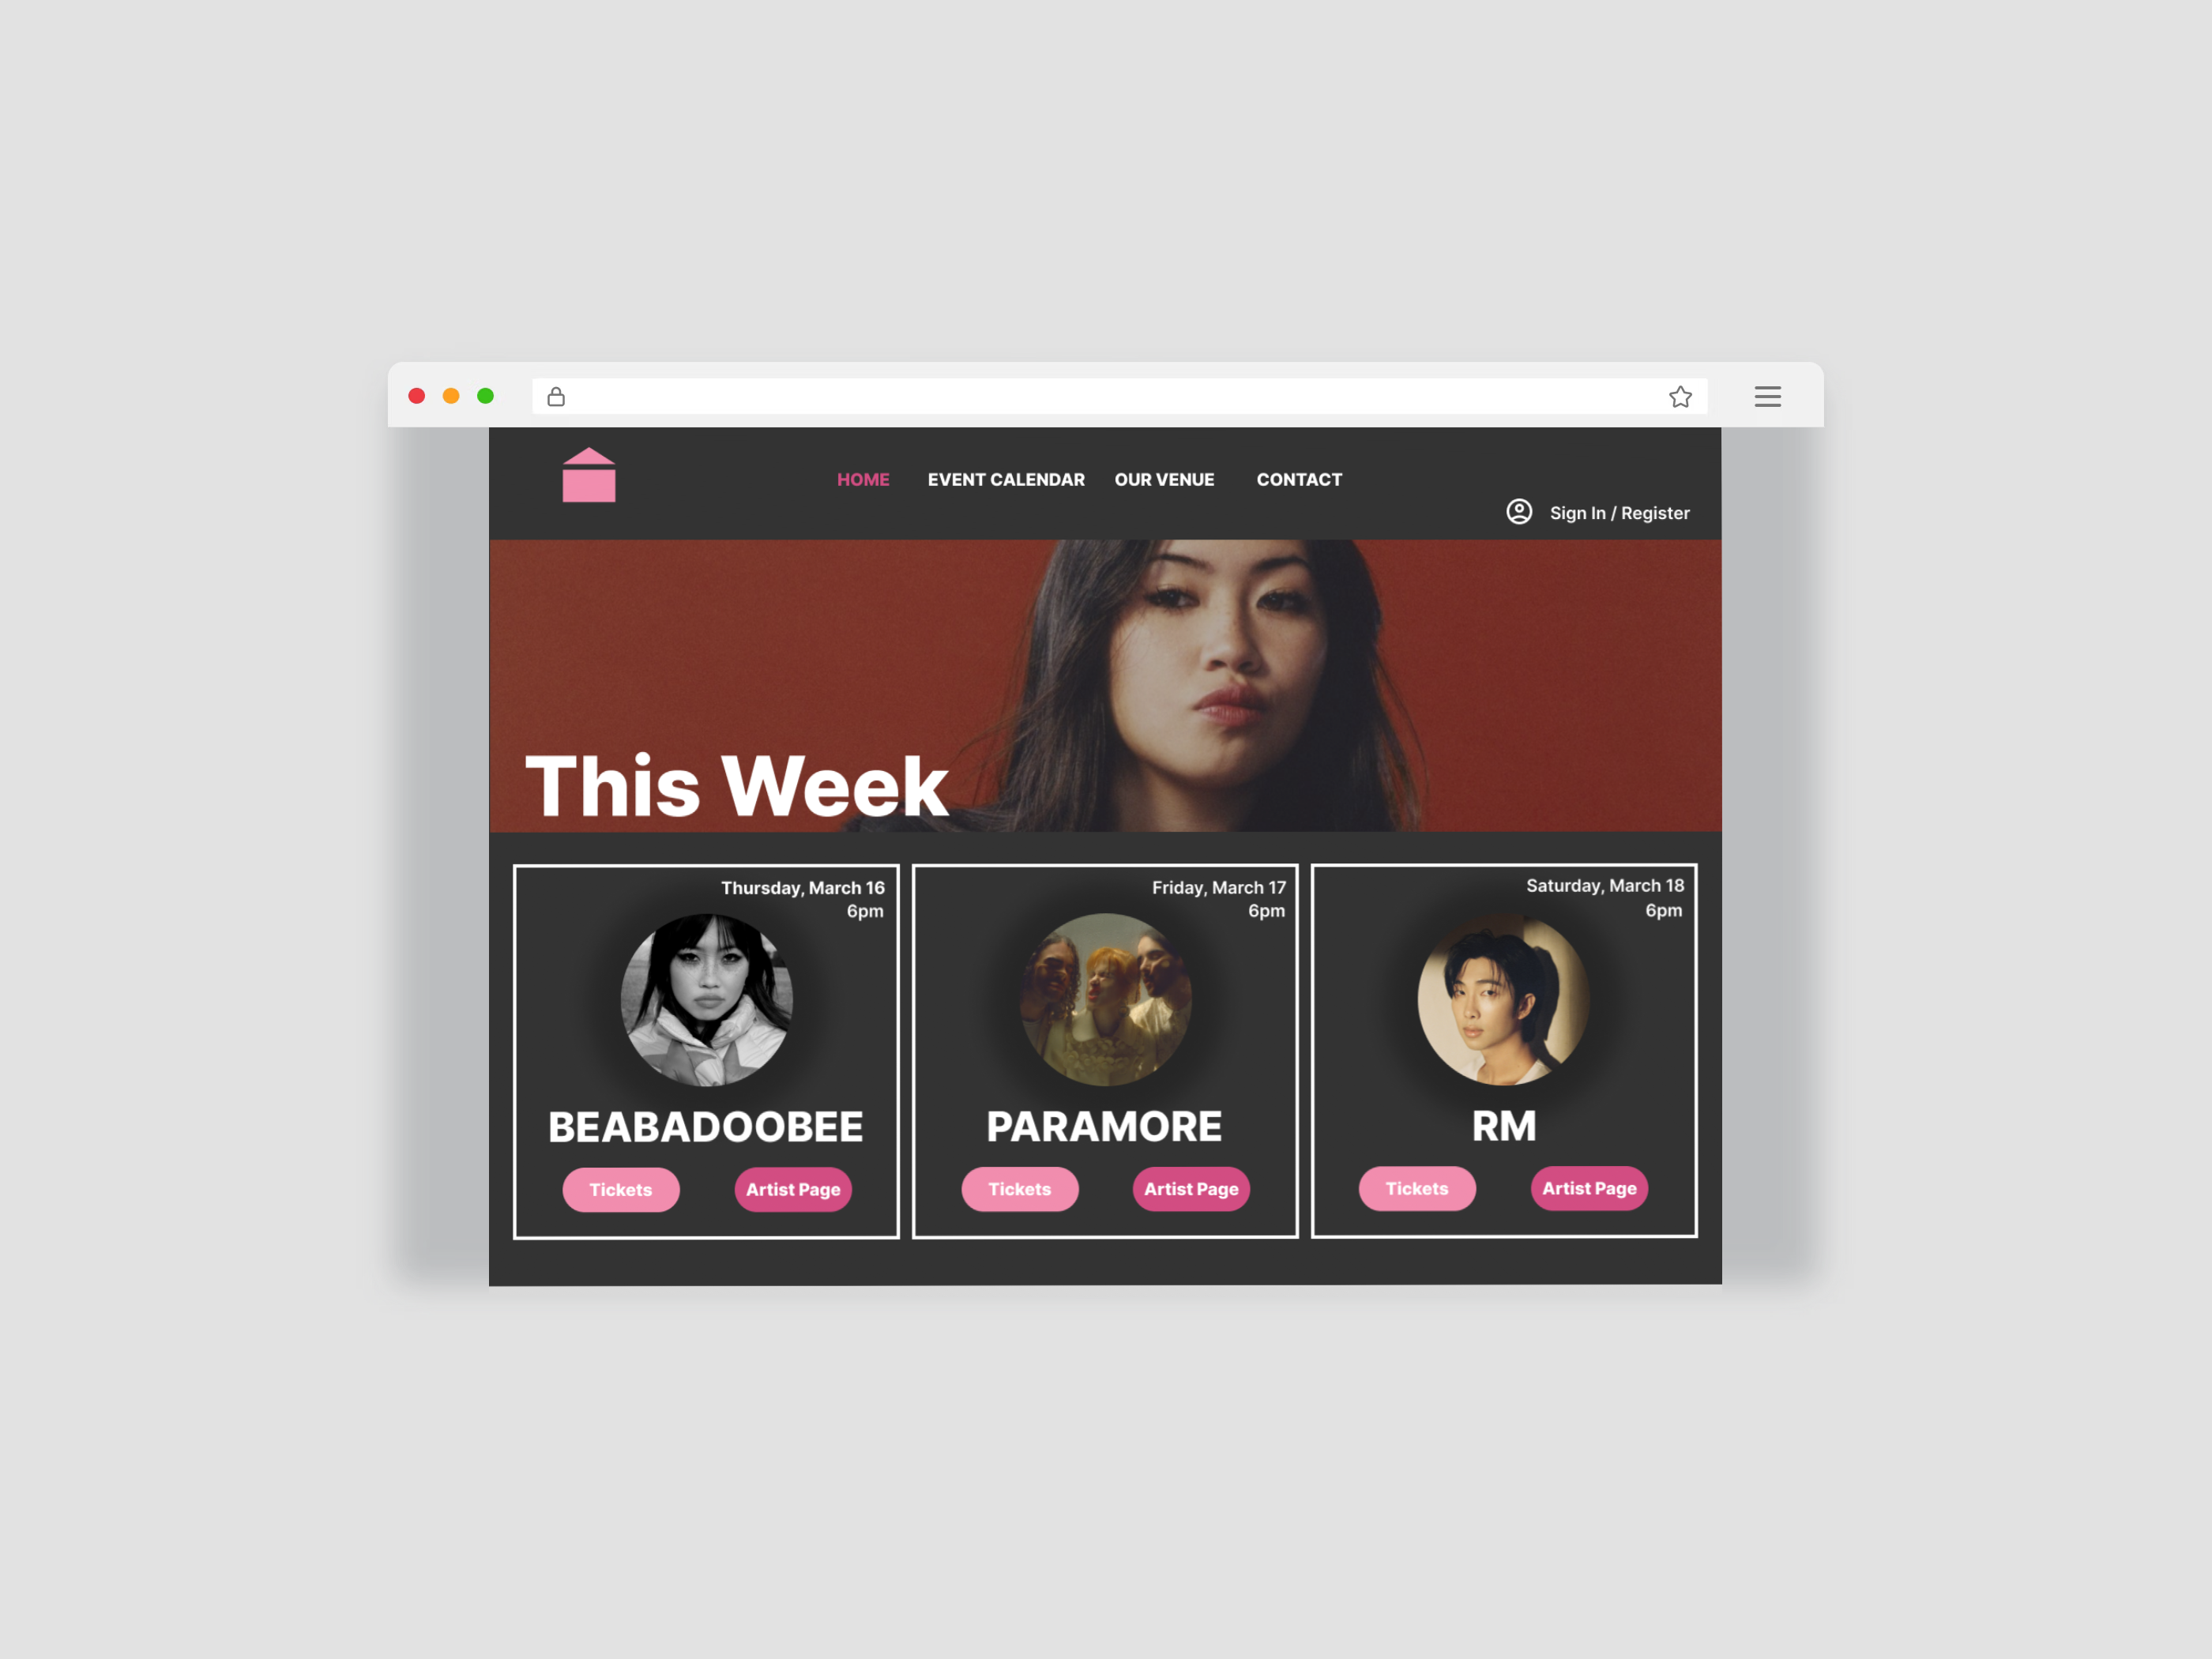 HOME EVENT CALENDAR OUR VENUE CONTACT
Sign In / Register
This Week
Thursday, March 16
6pm
BEABADOOBEE
Tickets Artist Page
Friday, March 17
6pm
PARAMORE
Tickets Artist Page
Saturday, March 18
6pm
RM
Tickets Artist Page